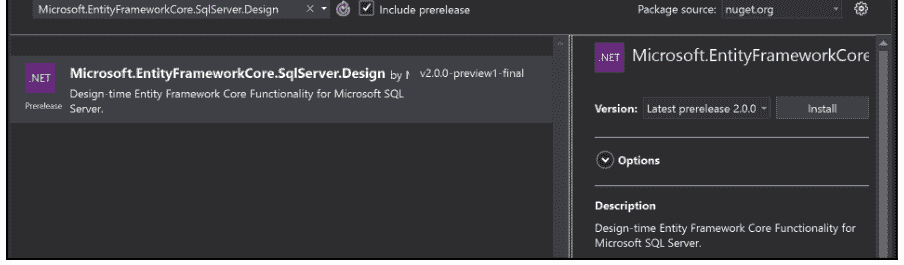 Microsoft.EntityFrameworkCore.SqlServer.Design
Include prerelease
Package source: nuget.org
.NET
Prerelease
Microsoft.EntityFrameworkCore.SqlServer.Design by
v2.0.0-preview1-final
Design-time Entity Framework Core Functionality for Microsoft SQL
Server.
.NET
Microsoft.EntityFrameworkCore
Version: Latest prerelease 2.0.0
Install
Options
Description
Design-time Entity Framework Core Functionality for
Microsoft SQL Server.